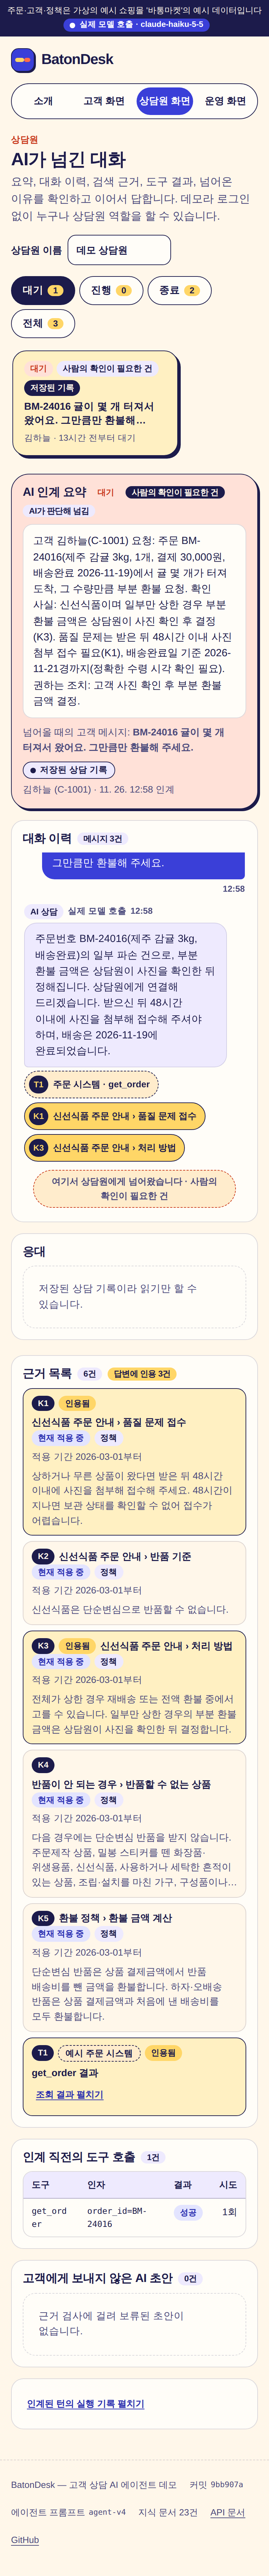 주문·고객·정책은 가상의 예시 쇼핑몰 '바통마켓'의 예시 데이터입니다
실제 모델 호출 · claude-haiku-5-5
BatonDesk
소개 고객 화면 상담원 화면 운영 화면
상담원
AI가 넘긴 대화
요약, 대화 이력, 검색 근거, 도구 결과, 넘어온
이유를 확인하고 이어서 답합니다. 데모라 로그인
없이 누구나 상담원 역할을 할 수 있습니다.
상담원 이름 데모 상담원
대기 1 진행 0 종료 2
전체 3
대기 사람의 확인이 필요한 건
저장된 기록
BM-24016 귤이 몇 개 터져서
왔어요. 그만큼만 환불해…
김하늘 · 13시간 전부터 대기
AI 인계 요약 대기 사람의 확인이 필요한 건
AI가 판단해 넘김
고객 김하늘(C-1001) 요청: 주문 BM-
24016(제주 감귤 3kg, 1개, 결제 30,000원,
배송완료 2026-11-19)에서 귤 몇 개가 터져
도착, 그 수량만큼 부분 환불 요청. 확인
사실: 신선식품이며 일부만 상한 경우 부분
환불 금액은 상담원이 사진 확인 후 결정
(K3). 품질 문제는 받은 뒤 48시간 이내 사진
첨부 접수 필요(K1), 배송완료일 기준 2026-
11-21경까지(정확한 수령 시각 확인 필요).
권하는 조치: 고객 사진 확인 후 부분 환불
금액 결정.
넘어올 때의 고객 메시지: BM-24016 귤이 몇 개
터져서 왔어요. 그만큼만 환불해 주세요.
저장된 상담 기록
김하늘 (C-1001) · 11. 26. 12:58 인계
대화 이력 메시지 3건
그만큼만 환불해 주세요.
12:58
AI 상담 실제 모델 호출 12:58
주문번호 BM-24016(제주 감귤 3kg,
배송완료)의 일부 파손 건으로, 부분
환불 금액은 상담원이 사진을 확인한 뒤
정해집니다. 상담원에게 연결해
드리겠습니다. 받으신 뒤 48시간
이내에 사진을 첨부해 접수해 주셔야
하며, 배송은 2026-11-19에
완료되었습니다.
T1 주문 시스템 · get_order
K1 신선식품 주문 안내 › 품질 문제 접수
K3 신선식품 주문 안내 › 처리 방법
여기서 상담원에게 넘어왔습니다 · 사람의
확인이 필요한 건
응대
저장된 상담 기록이라 읽기만 할 수
있습니다.
근거 목록 6건 답변에 인용 3건
K1 인용됨
신선식품 주문 안내 › 품질 문제 접수
현재 적용 중 정책
적용 기간 2026-03-01부터
상하거나 무른 상품이 왔다면 받은 뒤 48시간
이내에 사진을 첨부해 접수해 주세요. 48시간이
지나면 보관 상태를 확인할 수 없어 접수가
어렵습니다.
K2 신선식품 주문 안내 › 반품 기준
현재 적용 중 정책
적용 기간 2026-03-01부터
신선식품은 단순변심으로 반품할 수 없습니다.
K3 인용됨 신선식품 주문 안내 › 처리 방법
현재 적용 중 정책
적용 기간 2026-03-01부터
전체가 상한 경우 재배송 또는 전액 환불 중에서
고를 수 있습니다. 일부만 상한 경우의 부분 환불
금액은 상담원이 사진을 확인한 뒤 결정합니다.
K4
반품이 안 되는 경우 › 반품할 수 없는 상품
현재 적용 중 정책
적용 기간 2026-03-01부터
다음 경우에는 단순변심 반품을 받지 않습니다.
주문제작 상품, 밀봉 스티커를 뗀 화장품·
위생용품, 신선식품, 사용하거나 세탁한 흔적이
있는 상품, 조립·설치를 마친 가구, 구성품이나…
K5 환불 정책 › 환불 금액 계산
현재 적용 중 정책
적용 기간 2026-03-01부터
단순변심 반품은 상품 결제금액에서 반품
배송비를 뺀 금액을 환불합니다. 하자·오배송
반품은 상품 결제금액과 처음에 낸 배송비를
모두 환불합니다.
T1 예시 주문 시스템 인용됨
get_order 결과
조회 결과 펼치기
인계 직전의 도구 호출 1건
도구 인자 결과 시도
get_ord order_id=BM- 성공 1회
er 24016
고객에게 보내지 않은 AI 초안 0건
근거 검사에 걸려 보류된 초안이
없습니다.
인계된 턴의 실행 기록 펼치기
BatonDesk — 고객 상담 AI 에이전트 데모 커밋 9bb907a
에이전트 프롬프트 agent-v4 지식 문서 23건 API 문서
GitHub